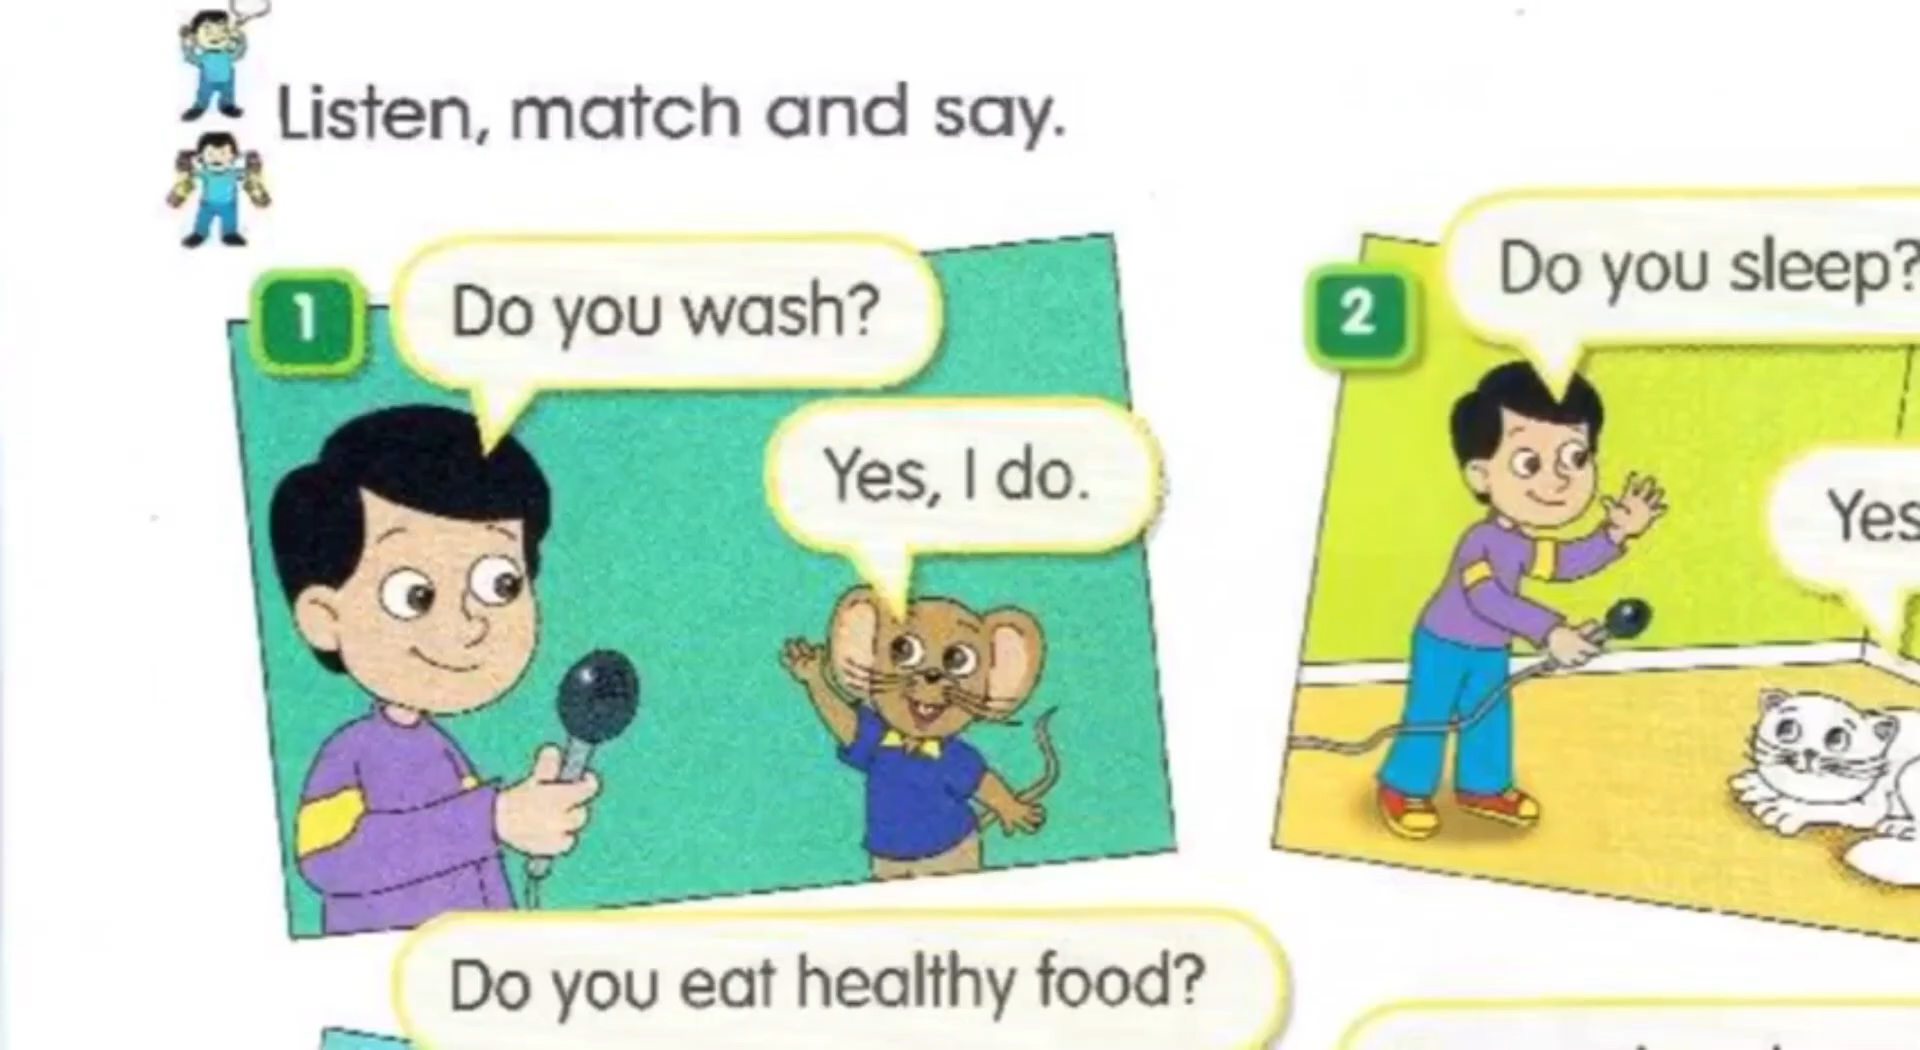 Listen, match and say.
1
Do you wash?
Yes, I do.
2
Do you sleep?
Yes
Do you eat healthy food?